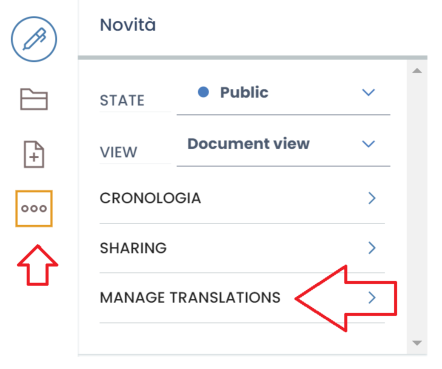 Novità
STATE Public
VIEW Document view
CRONOLOGIA
SHARING
MANAGE TRANSLATIONS